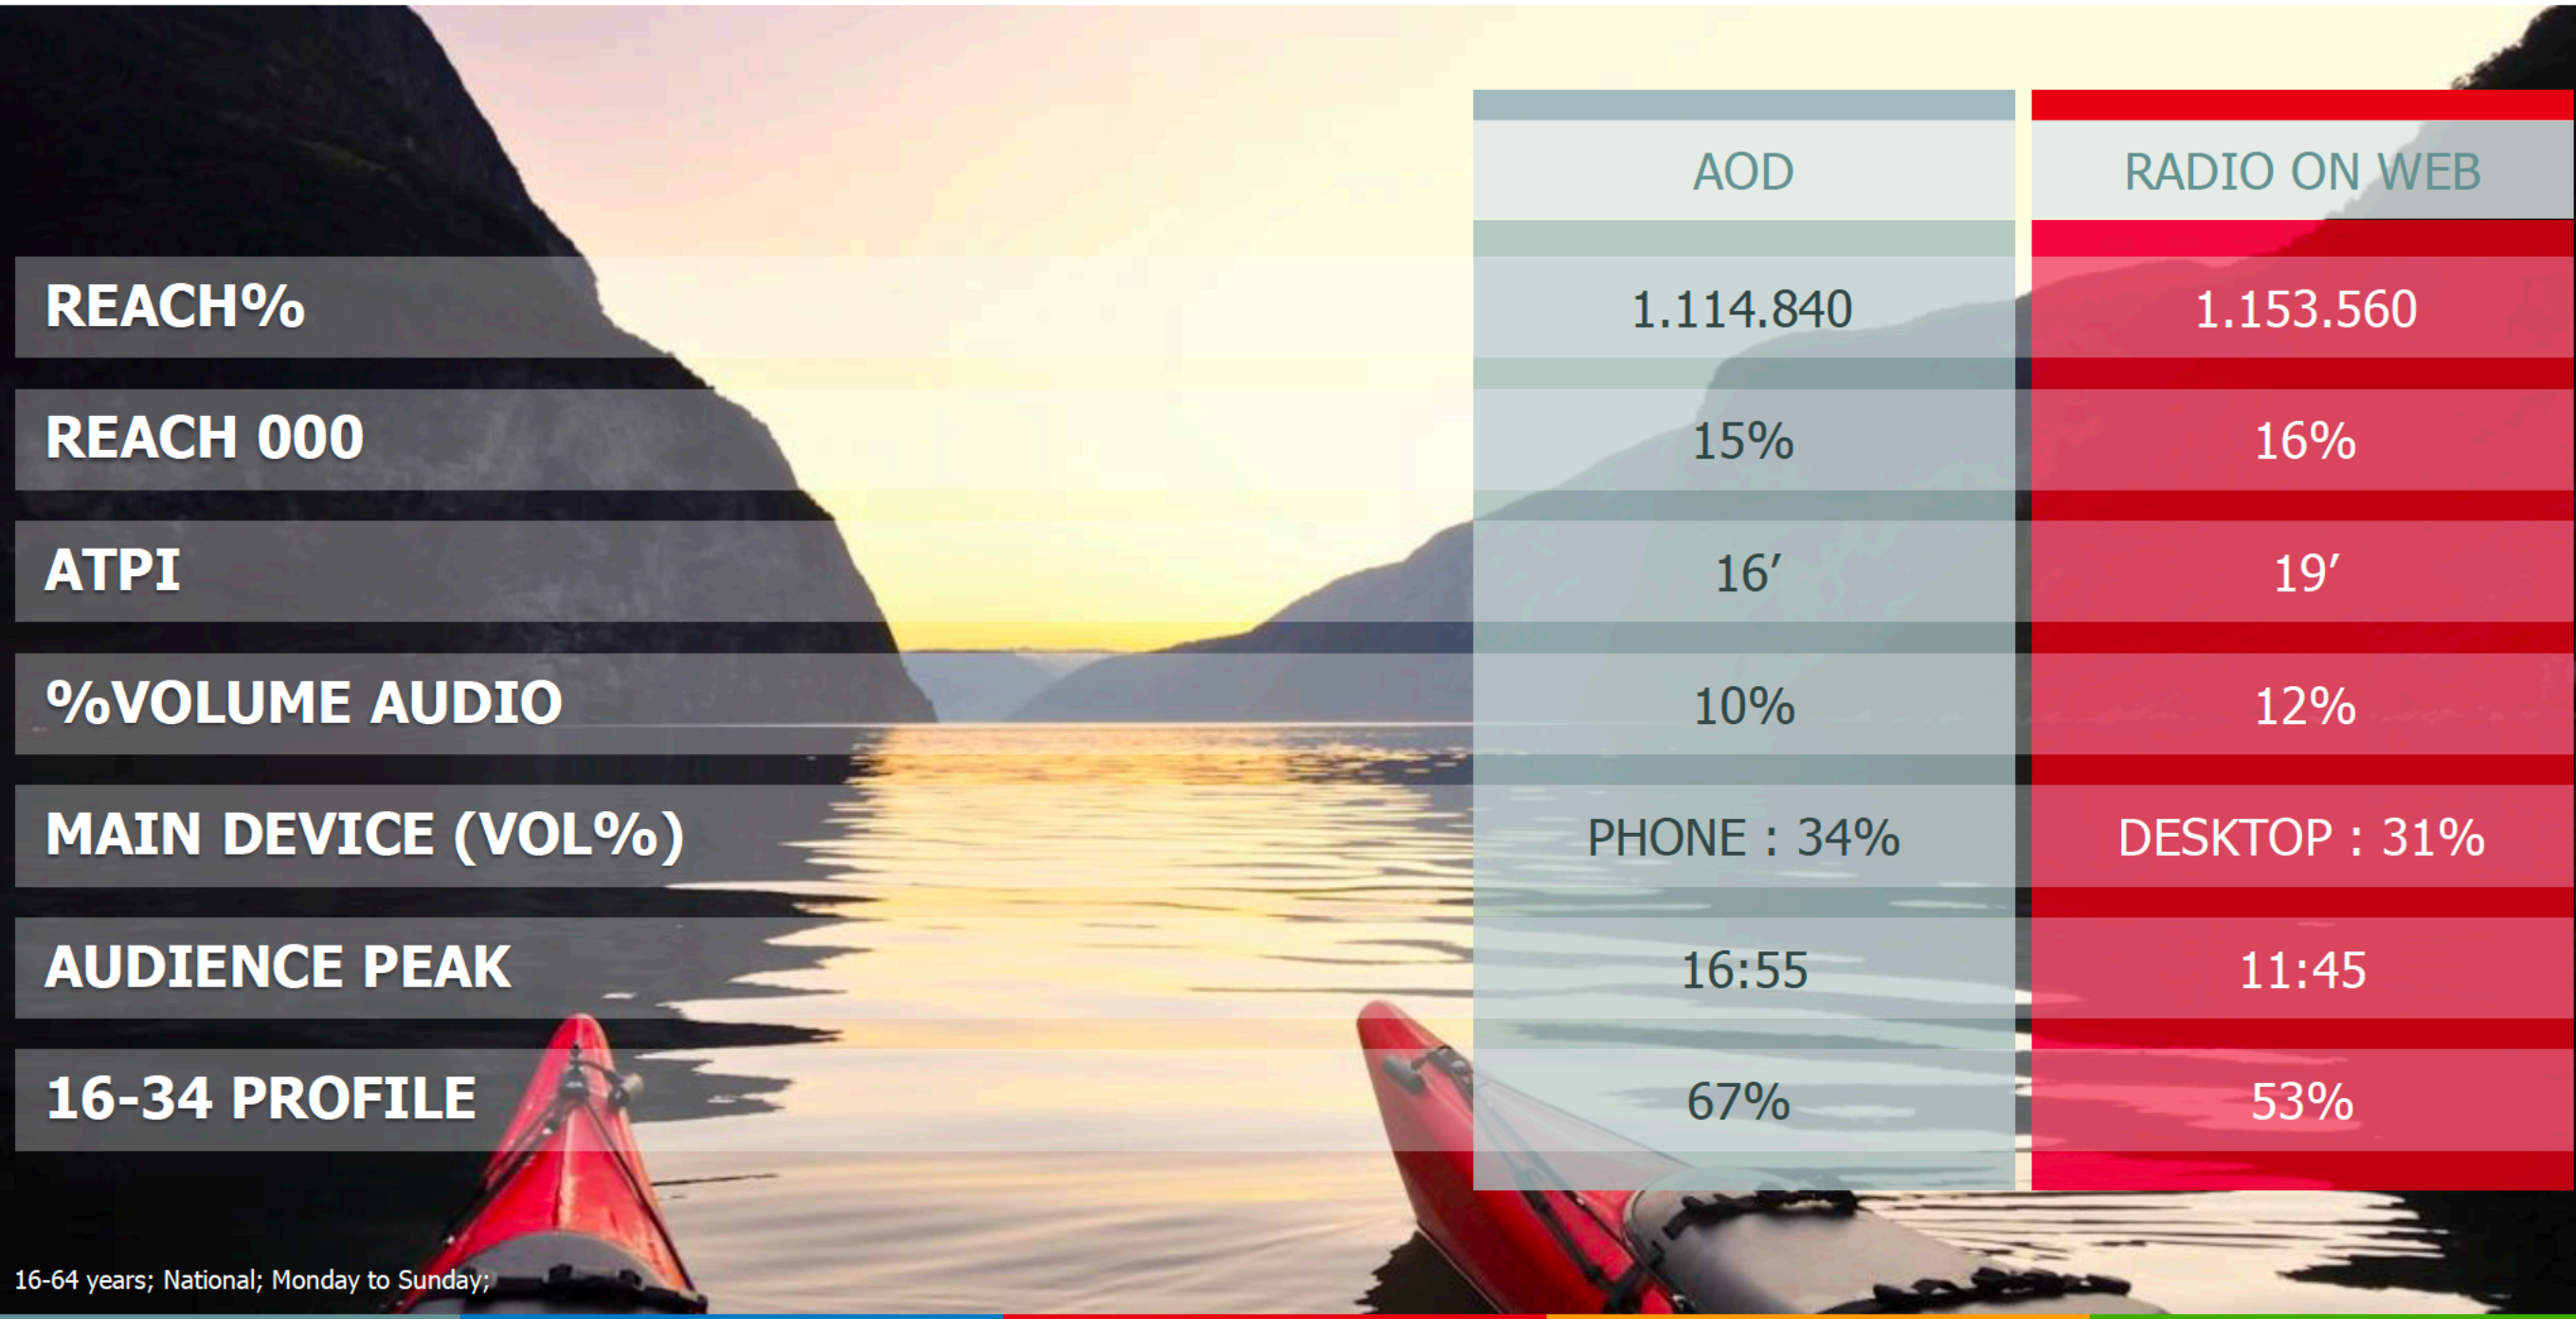 AOD RADIO ON WEB
REACH% 1.114.840 1.153.560
REACH 000 15% 16%
ATPI 16’ 19’
%VOLUME AUDIO 10% 12%
MAIN DEVICE (VOL%) PHONE : 34% DESKTOP : 31%
AUDIENCE PEAK 16:55 11:45
16-34 PROFILE 67% 53%
16-64 years; National; Monday to Sunday;